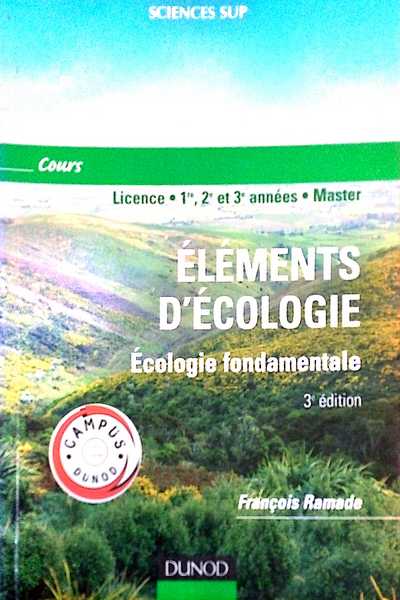 SCIENCES SUP
Cours
Licence • 1re, 2e et 3e années • Master
ÉLÉMENTS
D'ÉCOLOGIE
Écologie fondamentale
3e édition
CAMPUS
DUNOD
François Ramade
DUNOD